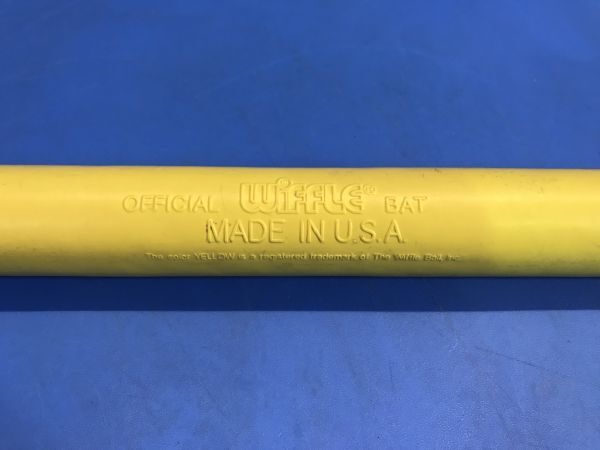 OFFICIAL WIFFLE® BAT
MADE IN U.S.A.
The color YELLOW is a registered trademark of The Wiffle Ball, Inc.